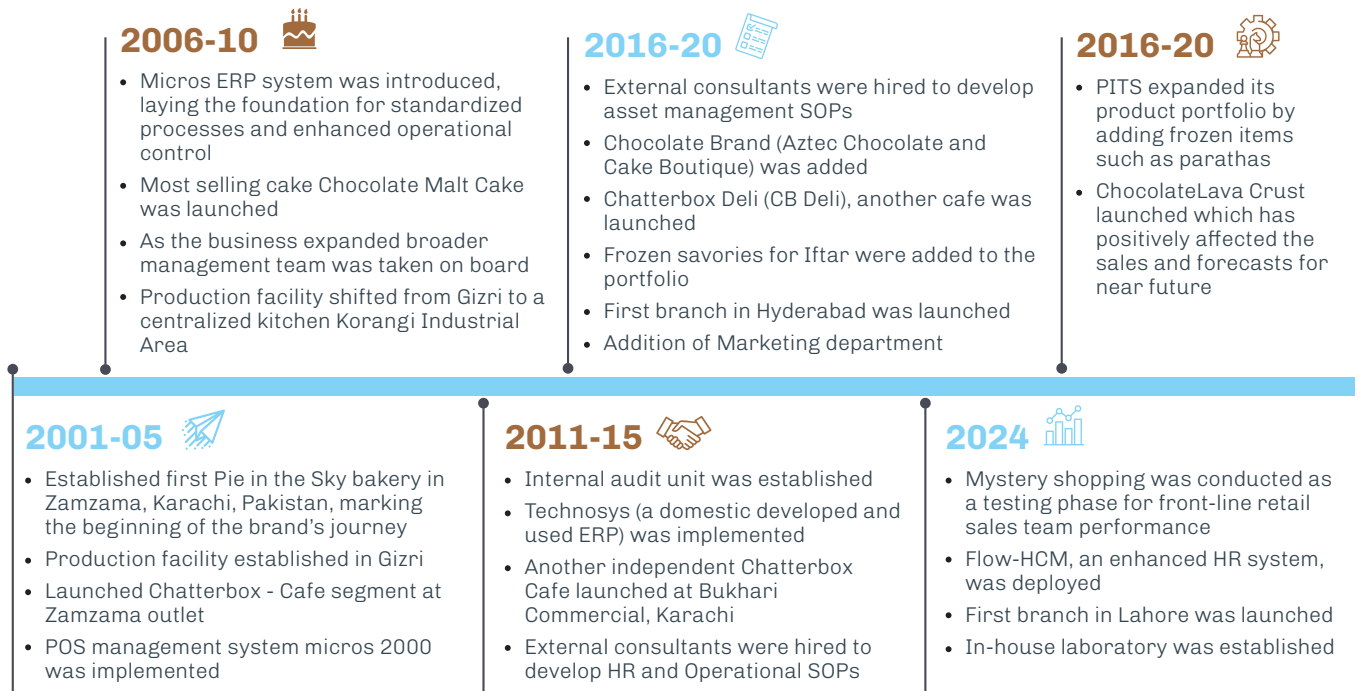 2006-10
• Micros ERP system was introduced,
laying the foundation for standardized
processes and enhanced operational
control
• Most selling cake Chocolate Malt Cake
was launched
• As the business expanded broader
management team was taken on board
• Production facility shifted from Gizri to a
centralized kitchen Korangi Industrial
Area
2016-20
• External consultants were hired to develop
asset management SOPs
• Chocolate Brand (Aztec Chocolate and
Cake Boutique) was added
• Chatterbox Deli (CB Deli), another cafe was
launched
• Frozen savories for Iftar were added to the
portfolio
• First branch in Hyderabad was launched
• Addition of Marketing department
2016-20
• PITS expanded its
product portfolio by
adding frozen items
such as parathas
• ChocolateLava Crust
launched which has
positively affected the
sales and forecasts for
near future
2001-05
• Established first Pie in the Sky bakery in
Zamzama, Karachi, Pakistan, marking
the beginning of the brand’s journey
• Production facility established in Gizri
• Launched Chatterbox - Cafe segment at
Zamzama outlet
• POS management system micros 2000
was implemented
2011-15
• Internal audit unit was established
• Technosys (a domestic developed and
used ERP) was implemented
• Another independent Chatterbox
Cafe launched at Bukhari
Commercial, Karachi
• External consultants were hired to
develop HR and Operational SOPs
2024
• Mystery shopping was conducted as
a testing phase for front-line retail
sales team performance
• Flow-HCM, an enhanced HR system,
was deployed
• First branch in Lahore was launched
• In-house laboratory was established